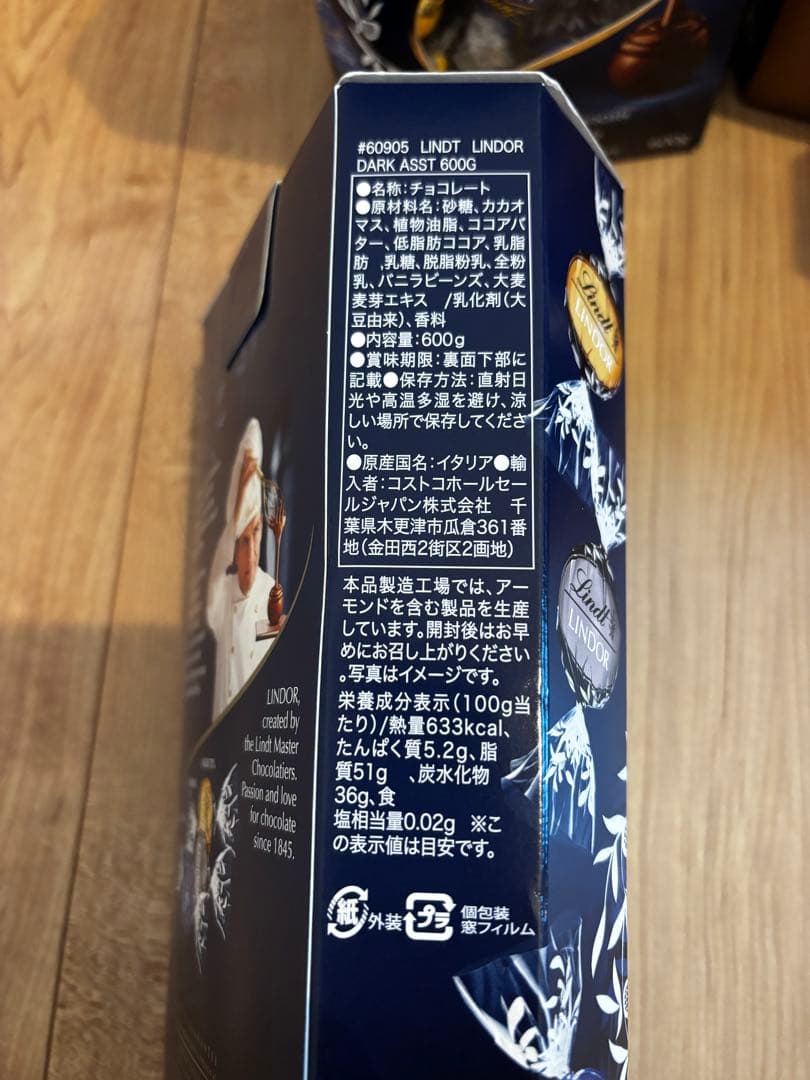 #60905 LINDT LINDOR
DARK ASST 600G
●名称:チョコレート
●原材料名:砂糖、カカオ
マス、植物油脂、ココアバ
ター、低脂肪ココア、乳脂
肪 、乳糖、脱脂粉乳、全粉
乳、バニラビーンズ、大麦
麦芽エキス /乳化剤(大
豆由来)、香料
●内容量:600g
●賞味期限:裏面下部に
記載●保存方法:直射日
光や高温多湿を避け、涼
しい場所で保存してくださ
い。
●原産国名:イタリア●輸
入者:コストコホールセー
ルジャパン株式会社 千
葉県木更津市瓜倉361番
地(金田西2街区2画地)
本品製造工場では、アー
モンドを含む製品を生産
しています。開封後はお早
めにお召し上がりください
。写真はイメージです。
栄養成分表示(100g当
たり)/熱量633kcal、
たんぱく質5.2g、脂
質51g 、炭水化物
36g、食
塩相当量0.02g ※こ
の表示値は目安です。
紙 外装 プラ 個包装
窓フィルム
LINDOR,
created by
the Lindt Master
Chocolatiers.
Passion and love
for chocolate
since 1845.
Lindt
LINDOR
Lindt
LINDOR
600g